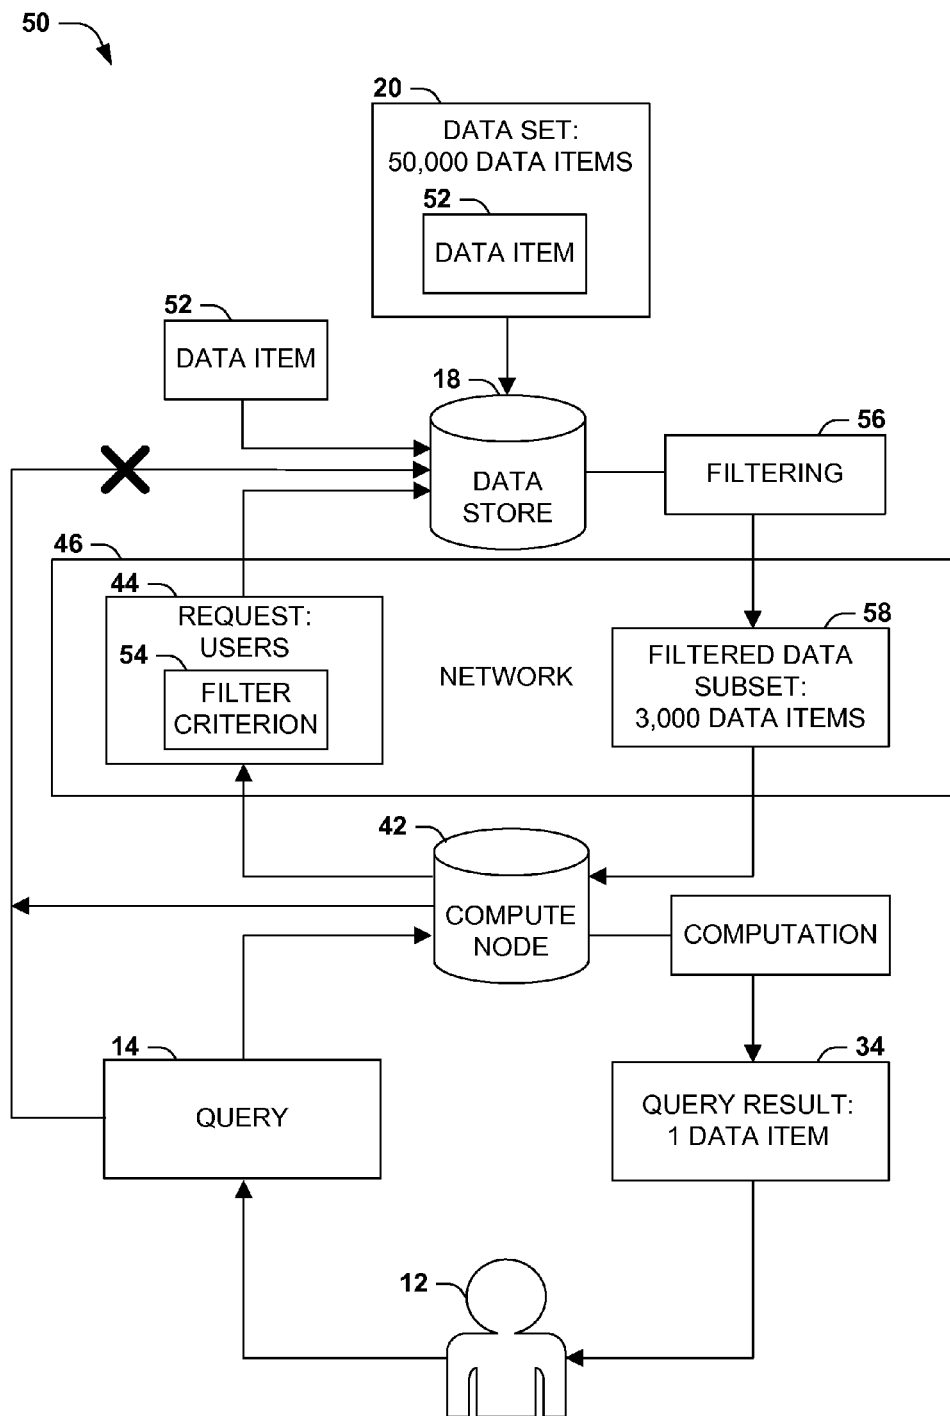 50
20
DATA SET:
50,000 DATA ITEMS
52
DATA ITEM
52
DATA ITEM
18
DATA
STORE
56
FILTERING
46
44
REQUEST:
USERS
54
FILTER
CRITERION
NETWORK
58
FILTERED DATA
SUBSET:
3,000 DATA ITEMS
42
COMPUTE
NODE
COMPUTATION
14
QUERY
34
QUERY RESULT:
1 DATA ITEM
12